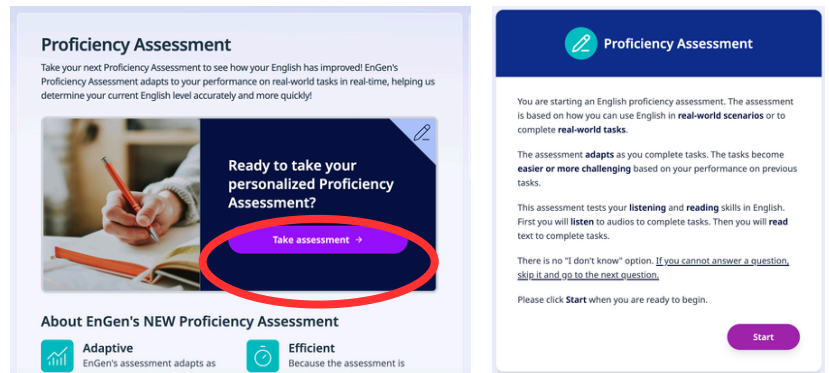 Proficiency Assessment
Take your next Proficiency Assessment to see how your English has improved! EnGen's
Proficiency Assessment adapts to your performance on real-world tasks in real-time, helping us
determine your current English level accurately and more quickly!
Ready to take your
personalized Proficiency
Assessment?
Take assessment →
About EnGen's NEW Proficiency Assessment
Adaptive
EnGen's assessment adapts as
Efficient
Because the assessment is
Proficiency Assessment
You are starting an English proficiency assessment. The assessment
is based on how you can use English in real-world scenarios or to
complete real-world tasks.
The assessment adapts as you complete tasks. The tasks become
easier or more challenging based on your performance on previous
tasks.
This assessment tests your listening and reading skills in English.
First you will listen to audios to complete tasks. Then you will read
text to complete tasks.
There is no "I don't know" option. If you cannot answer a question,
skip it and go to the next question.
Please click Start when you are ready to begin.
Start